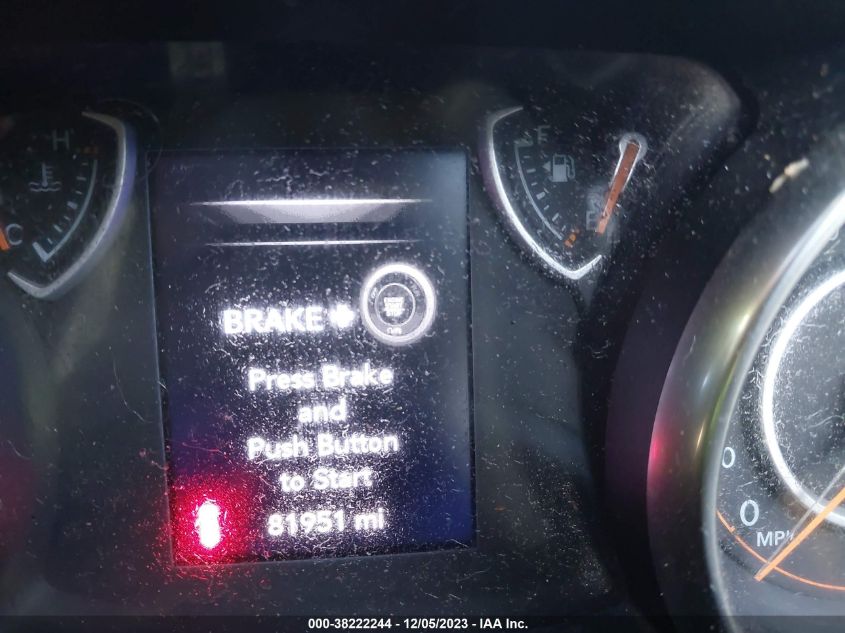 H
C
F
E
BRAKE +
Press Brake
and
Push Button
to Start
81951 mi
0
0
MPH
000-38222244 - 12/05/2023 - IAA Inc.